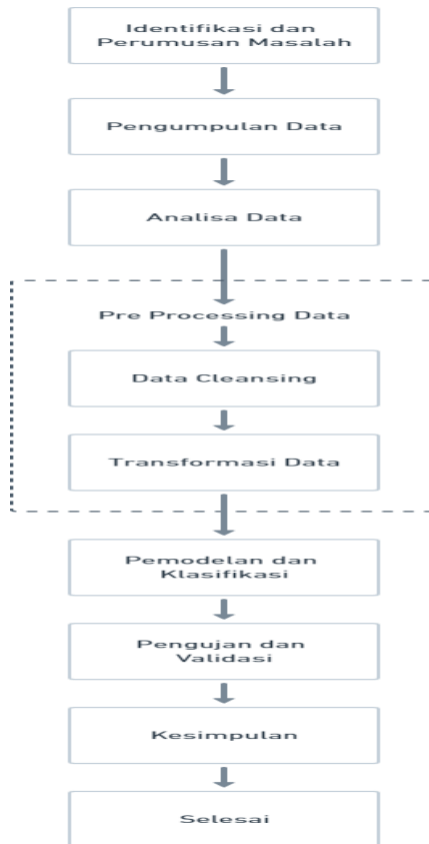 Identifikasi dan
Perumusan Masalah
Pengumpulan Data
Analisa Data
Pre Processing Data
Data Cleansing
Transformasi Data
Pemodelan dan
Klasifikasi
Pengujan dan
Validasi
Kesimpulan
Selesai